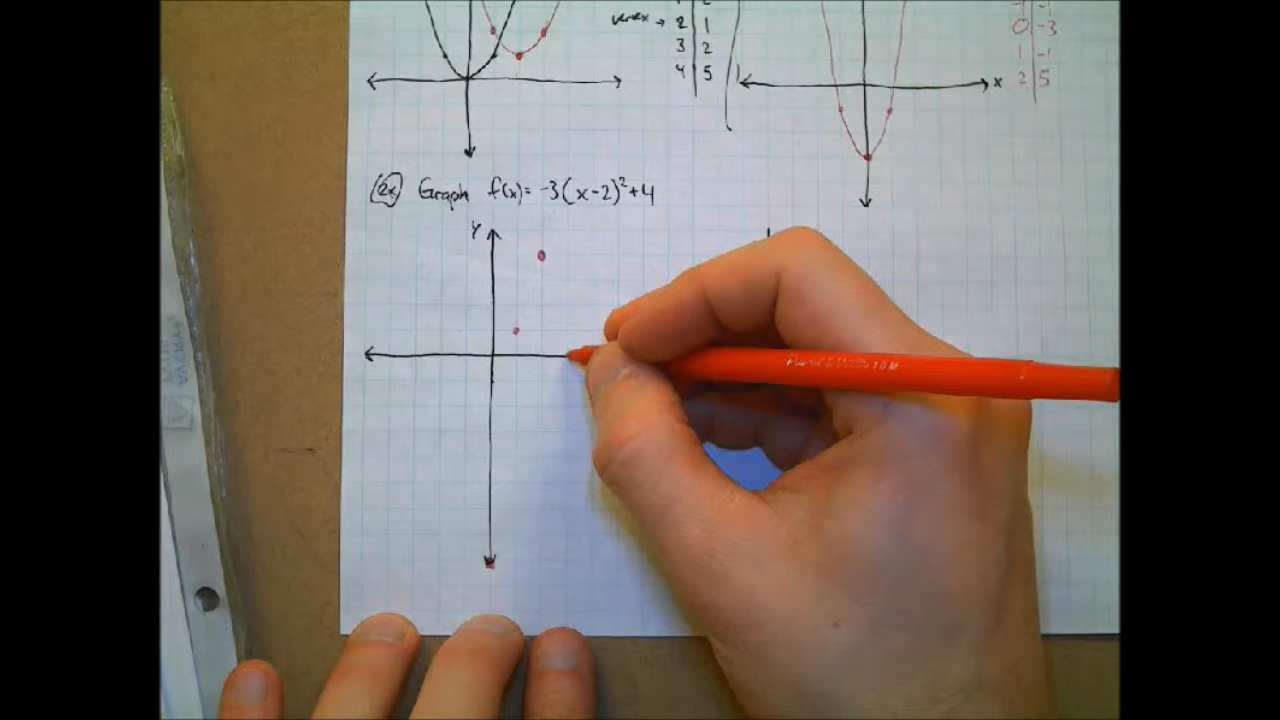 vertex → 2 | 1
3 | 2
4 | 5
x
0 | -3
1 | -1
2 | 5
2x Graph f(x)= -3(x-2)²+4
Y